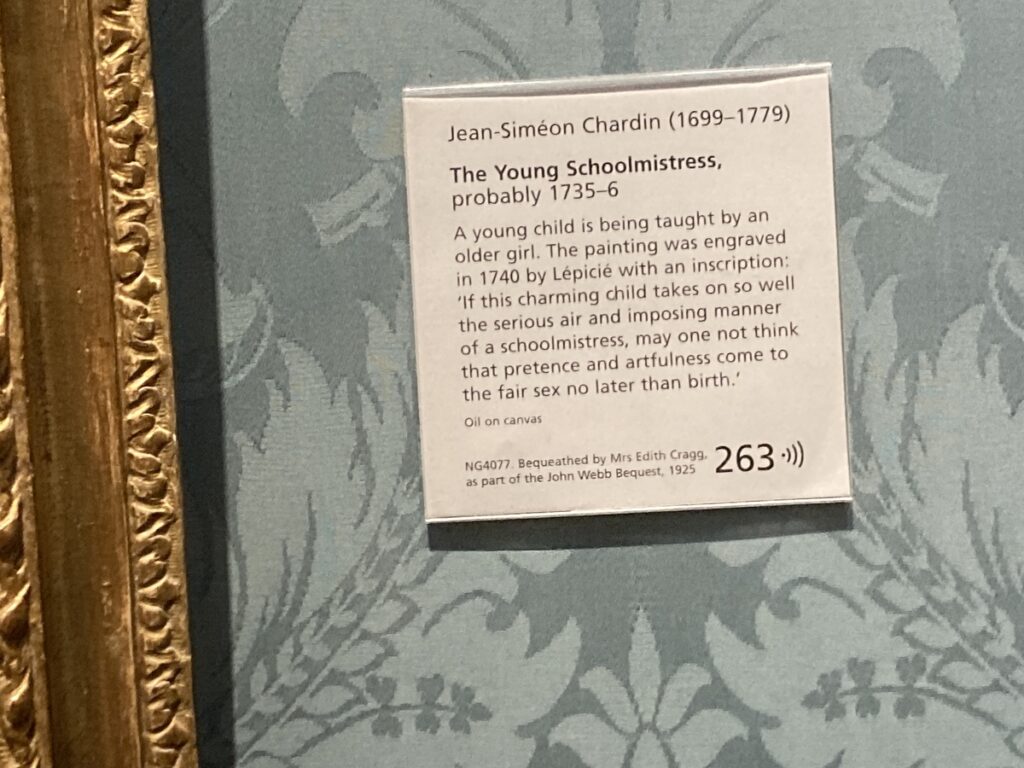 Jean-Siméon Chardin (1699–1779)
The Young Schoolmistress,
probably 1735–6
A young child is being taught by an
older girl. The painting was engraved
in 1740 by Lépicié with an inscription:
‘If this charming child takes on so well
the serious air and imposing manner
of a schoolmistress, may one not think
that pretence and artfulness come to
the fair sex no later than birth.’
Oil on canvas
NG4077. Bequeathed by Mrs Edith Cragg,
as part of the John Webb Bequest, 1925
263